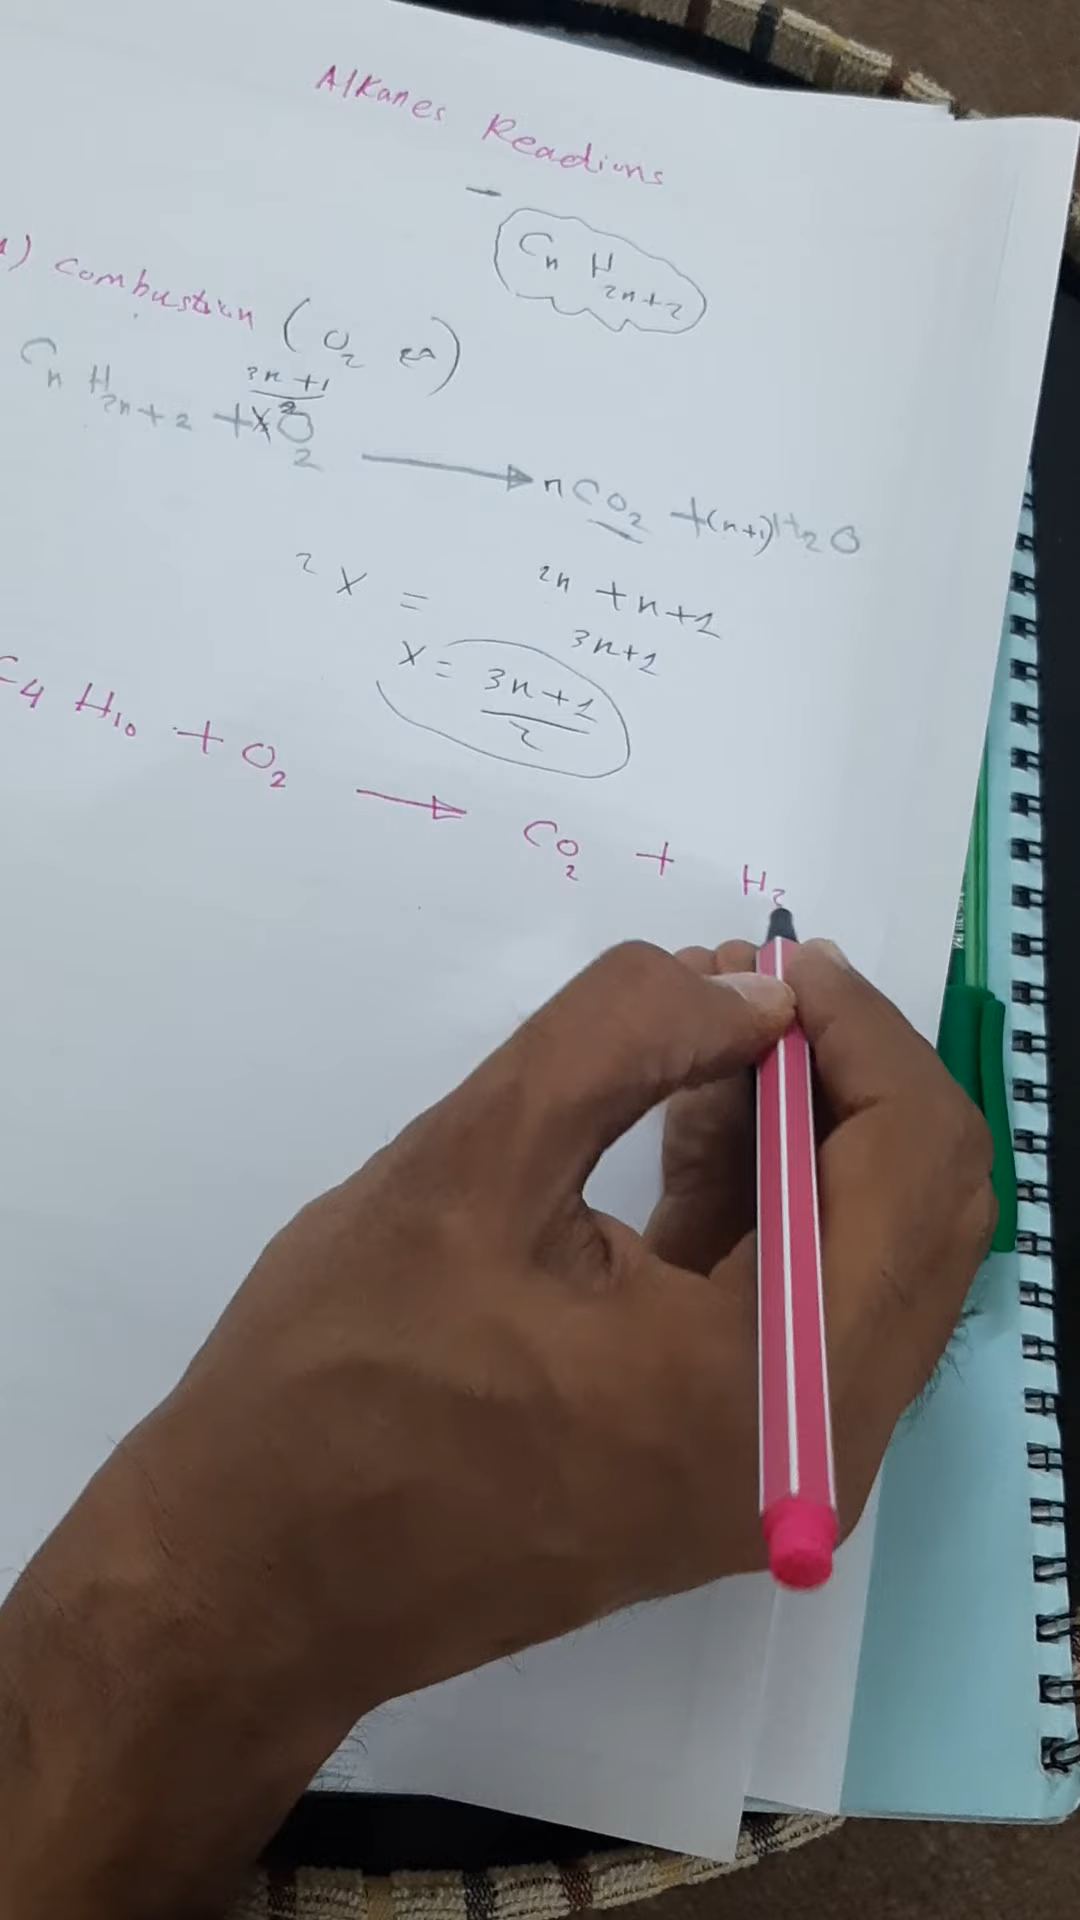 Alkanes Reactions
CₙH₂ₙ₊₂
1) Combustion (O₂
3n+1
2
CₙH₂ₙ₊₂ + X O₂ → nCO₂ + (n+1)H₂O
2X = 2n + n+1
3n+1
X = 3n+1
2
C₄H₁₀ + O₂ → CO₂ + H₂